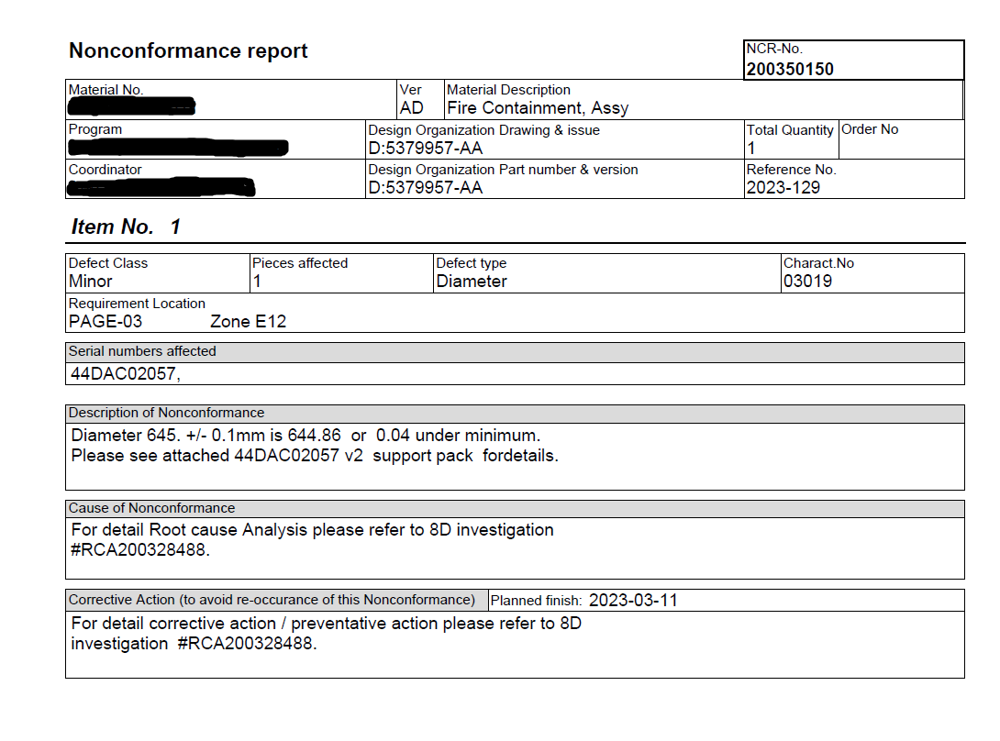 Nonconformance report
NCR-No.
200350150
Material No.
Ver
Material Description
AD
Fire Containment, Assy
Program
Design Organization Drawing & issue
Total Quantity
Order No
D:5379957-AA
1
Coordinator
Design Organization Part number & version
Reference No.
D:5379957-AA
2023-129
Item No. 1
Defect Class
Pieces affected
Defect type
Charact.No
Minor
1
Diameter
03019
Requirement Location
PAGE-03 Zone E12
Serial numbers affected
44DAC02057,
Description of Nonconformance
Diameter 645. +/- 0.1mm is 644.86 or 0.04 under minimum.
Please see attached 44DAC02057 v2 support pack fordetails.
Cause of Nonconformance
For detail Root cause Analysis please refer to 8D investigation
#RCA200328488.
Corrective Action (to avoid re-occurance of this Nonconformance)
Planned finish: 2023-03-11
For detail corrective action / preventative action please refer to 8D
investigation #RCA200328488.